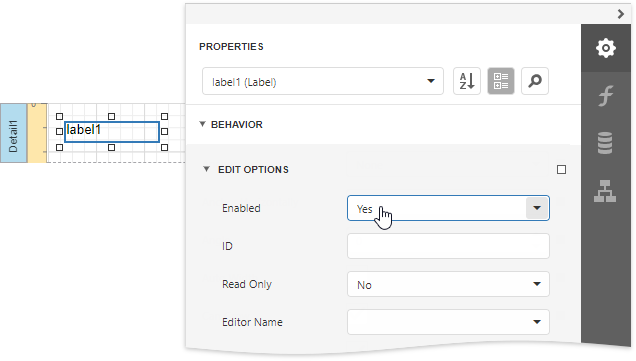 PROPERTIES
label1 (Label)
A
Z
BEHAVIOR
Detail1
label1
EDIT OPTIONS
Enabled
Yes
ID
Read Only
No
Editor Name